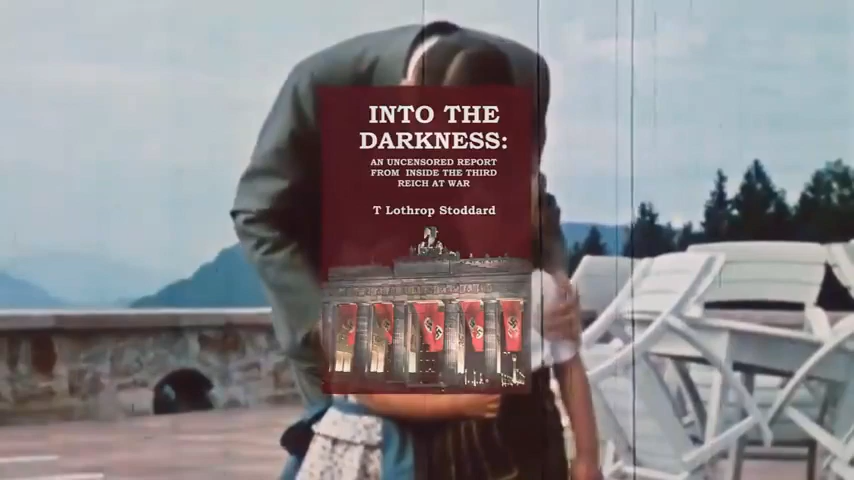 INTO THE
DARKNESS:
AN UNCENSORED REPORT
FROM INSIDE THE THIRD
REICH AT WAR
T Lothrop Stoddard